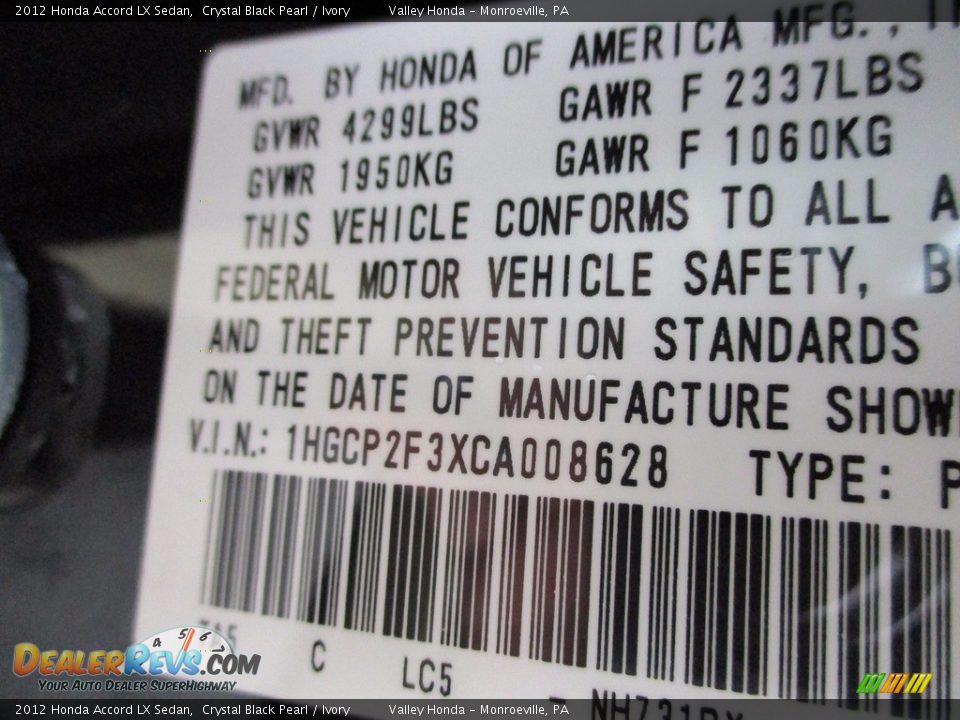 2012 Honda Accord LX Sedan, Crystal Black Pearl / Ivory Valley Honda - Monroeville, PA
MFD. BY HONDA OF AMERICA MFG.,
GVWR 4299LBS GAWR F 2337LBS
GVWR 1950KG GAWR F 1060KG
THIS VEHICLE CONFORMS TO ALL A
FEDERAL MOTOR VEHICLE SAFETY,
AND THEFT PREVENTION STANDARDS
ON THE DATE OF MANUFACTURE SHOW
V.I.N.: 1HGCP2F3XCA008628 TYPE: P
C LC5
DEALERREVS.COM
YOUR AUTO DEALER SUPERHIGHWAY
2012 Honda Accord LX Sedan, Crystal Black Pearl / Ivory Valley Honda - Monroeville, PA